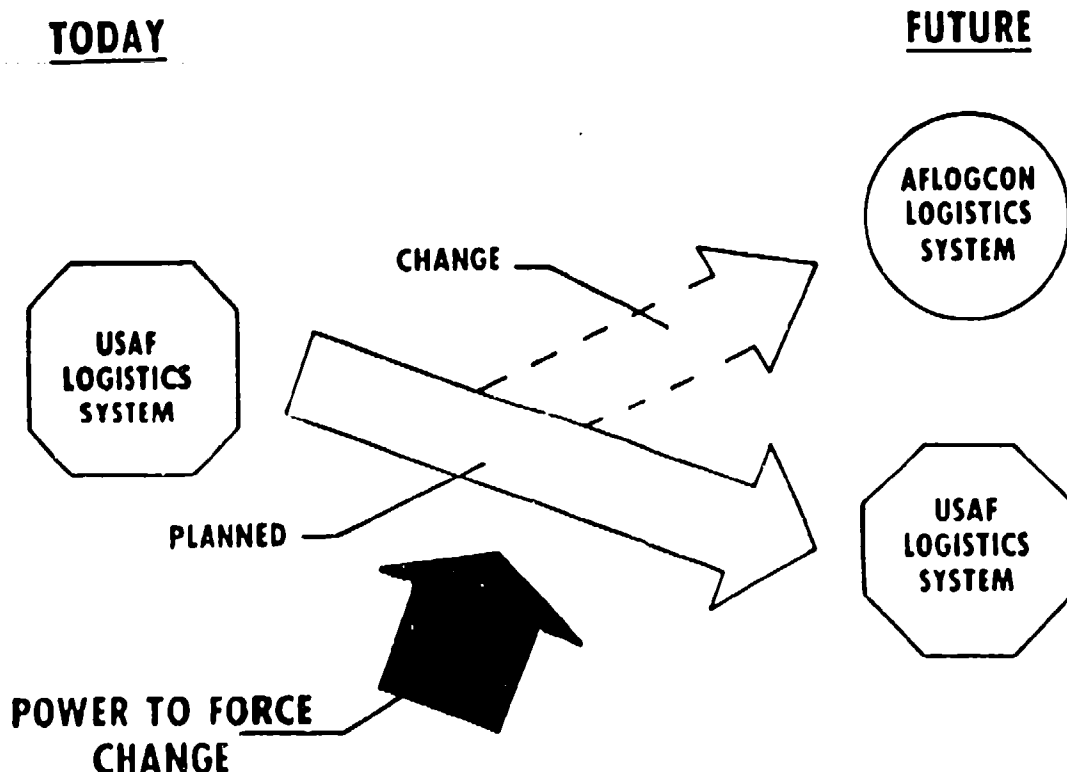 TODAY
FUTURE
AFLOGCON
LOGISTICS
SYSTEM
CHANGE
USAF
LOGISTICS
SYSTEM
PLANNED
USAF
LOGISTICS
SYSTEM
POWER TO FORCE
CHANGE